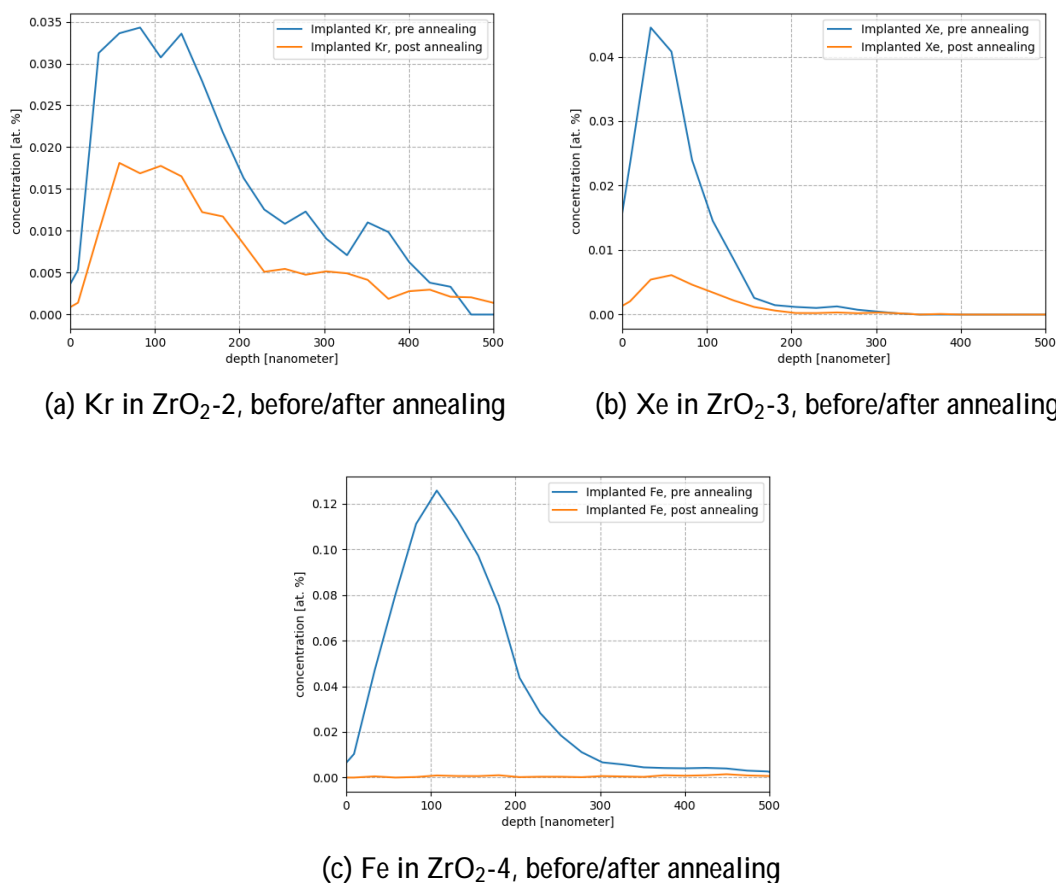 0.035
0.030
0.025
0.020
0.015
0.010
0.005
0.000
concentration [at. %]
Implanted Kr, pre annealing
Implanted Kr, post annealing
0 100 200 300 400 500
depth [nanometer]
(a) Kr in ZrO₂-2, before/after annealing
0.04
0.03
0.02
0.01
0.00
concentration [at. %]
Implanted Xe, pre annealing
Implanted Xe, post annealing
0 100 200 300 400 500
depth [nanometer]
(b) Xe in ZrO₂-3, before/after annealing
0.12
0.10
0.08
0.06
0.04
0.02
0.00
concentration [at. %]
Implanted Fe, pre annealing
Implanted Fe, post annealing
0 100 200 300 400 500
depth [nanometer]
(c) Fe in ZrO₂-4, before/after annealing